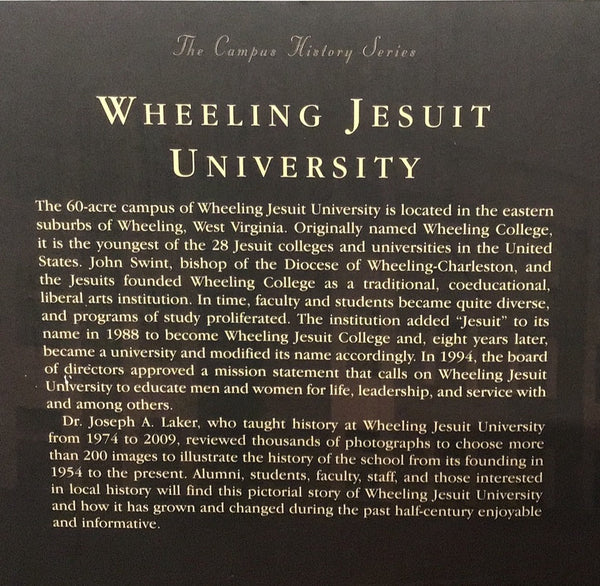 The Campus History Series
WHEELING JESUIT
UNIVERSITY
The 60-acre campus of Wheeling Jesuit University is located in the eastern
suburbs of Wheeling, West Virginia. Originally named Wheeling College,
it is the youngest of the 28 Jesuit colleges and universities in the United
States. John Swint, bishop of the Diocese of Wheeling-Charleston, and
the Jesuits founded Wheeling College as a traditional, coeducational,
liberal arts institution. In time, faculty and students became quite diverse,
and programs of study proliferated. The institution added “Jesuit” to its
name in 1988 to become Wheeling Jesuit College and, eight years later,
became a university and modified its name accordingly. In 1994, the board
of directors approved a mission statement that calls on Wheeling Jesuit
University to educate men and women for life, leadership, and service with
and among others.
Dr. Joseph A. Laker, who taught history at Wheeling Jesuit University
from 1974 to 2009, reviewed thousands of photographs to choose more
than 200 images to illustrate the history of the school from its founding in
1954 to the present. Alumni, students, faculty, staff, and those interested
in local history will find this pictorial story of Wheeling Jesuit University
and how it has grown and changed during the past half-century enjoyable
and informative.